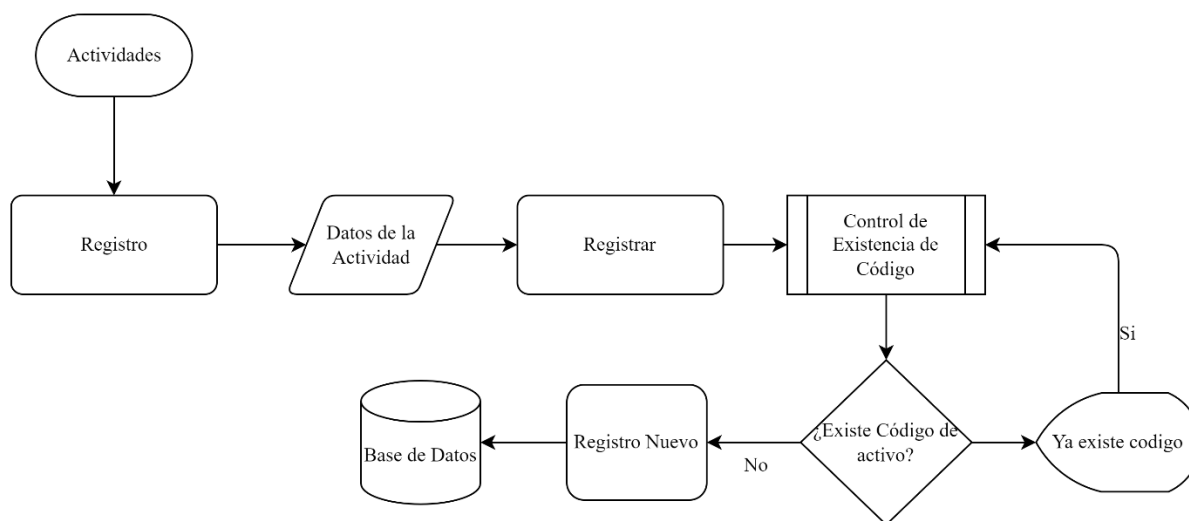 Actividades
Registro
Datos de la
Actividad
Registrar
Control de
Existencia de
Código
Si
Base de Datos
Registro Nuevo
No
¿Existe Código de
activo?
Ya existe codigo